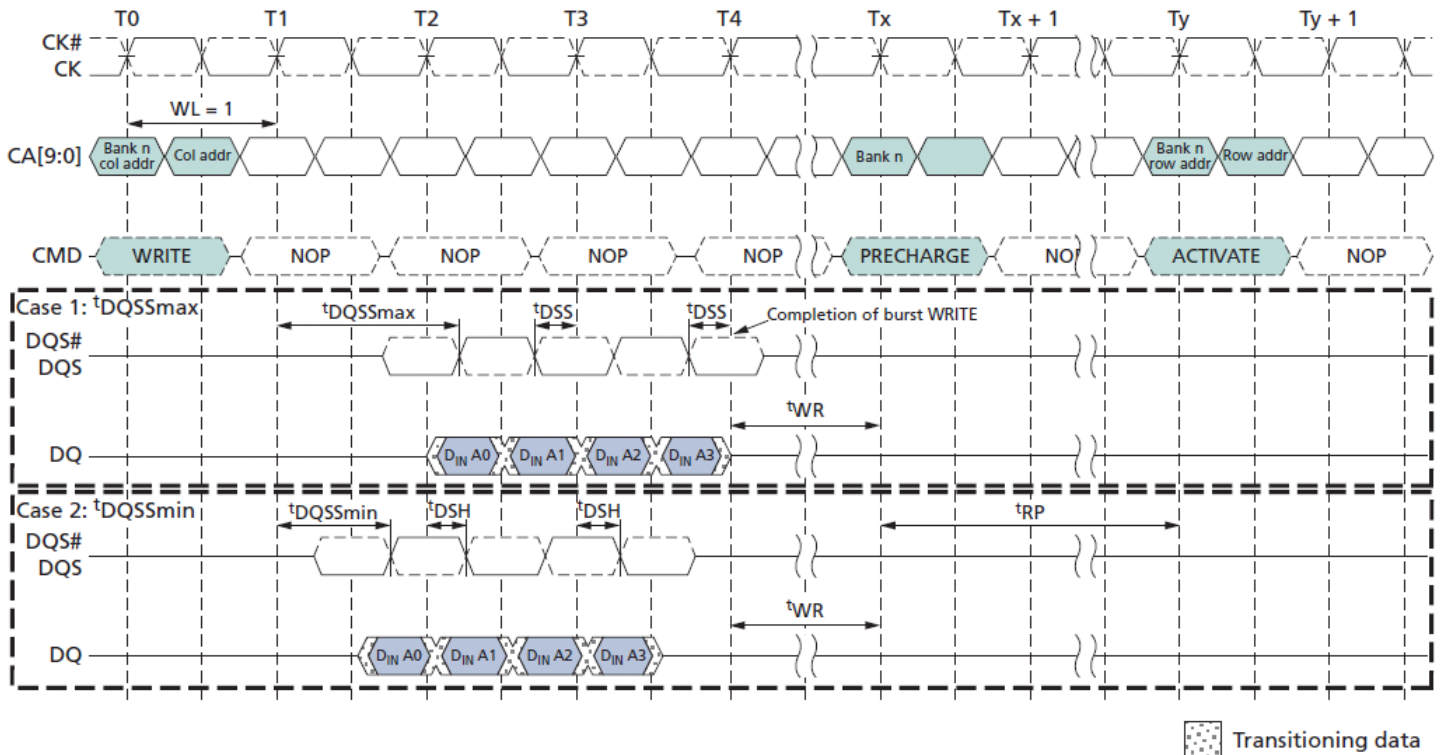 T0 T1 T2 T3 T4 Tx Tx + 1 Ty Ty + 1
CK#
CK
WL = 1
CA[9:0] Bank n col addr Col addr Bank n Bank n row addr Row addr
CMD WRITE NOP NOP NOP NOP PRECHARGE NOP ACTIVATE NOP
Case 1: tDQSSmax
tDQSSmax tDSS tDSS Completion of burst WRITE
DQS#
DQS
tWR
DQ DIN A0 DIN A1 DIN A2 DIN A3
Case 2: tDQSSmin
tDQSSmin tDSH tDSH tRP
DQS#
DQS
tWR
DQ DIN A0 DIN A1 DIN A2 DIN A3
Transitioning data